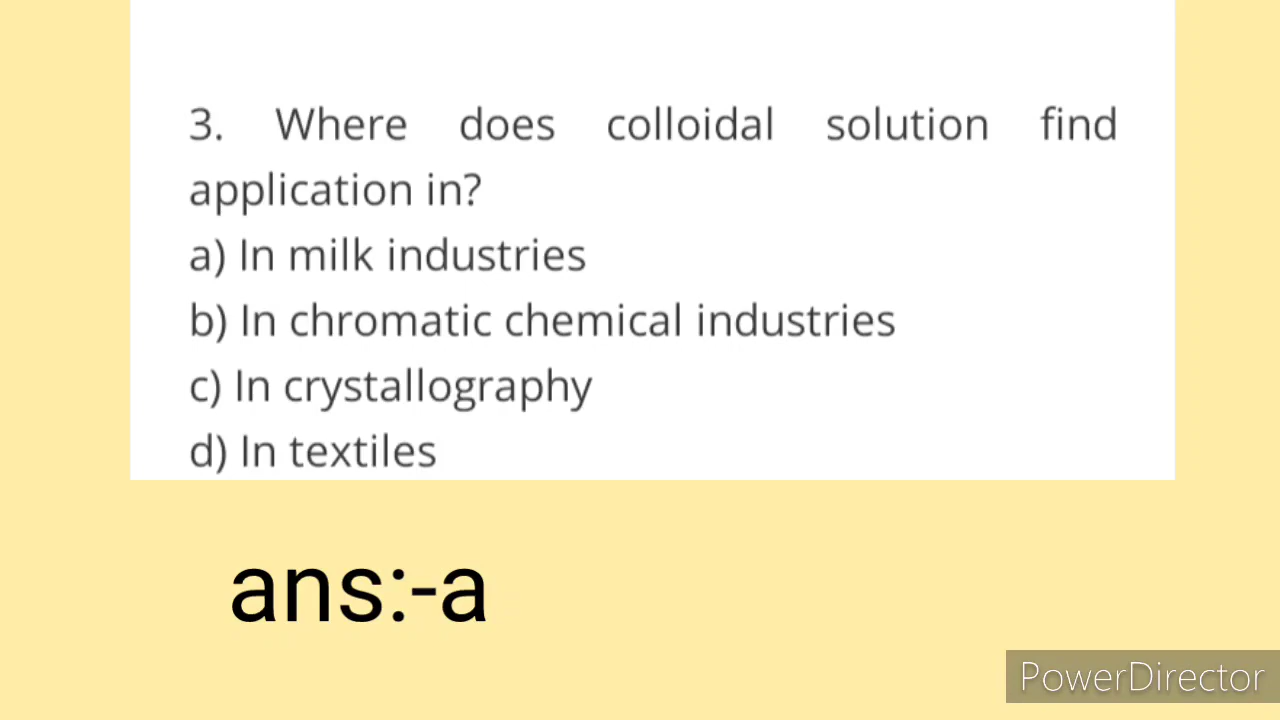 3. Where does colloidal solution find
application in?
a) In milk industries
b) In chromatic chemical industries
c) In crystallography
d) In textiles
ans:-a
PowerDirector